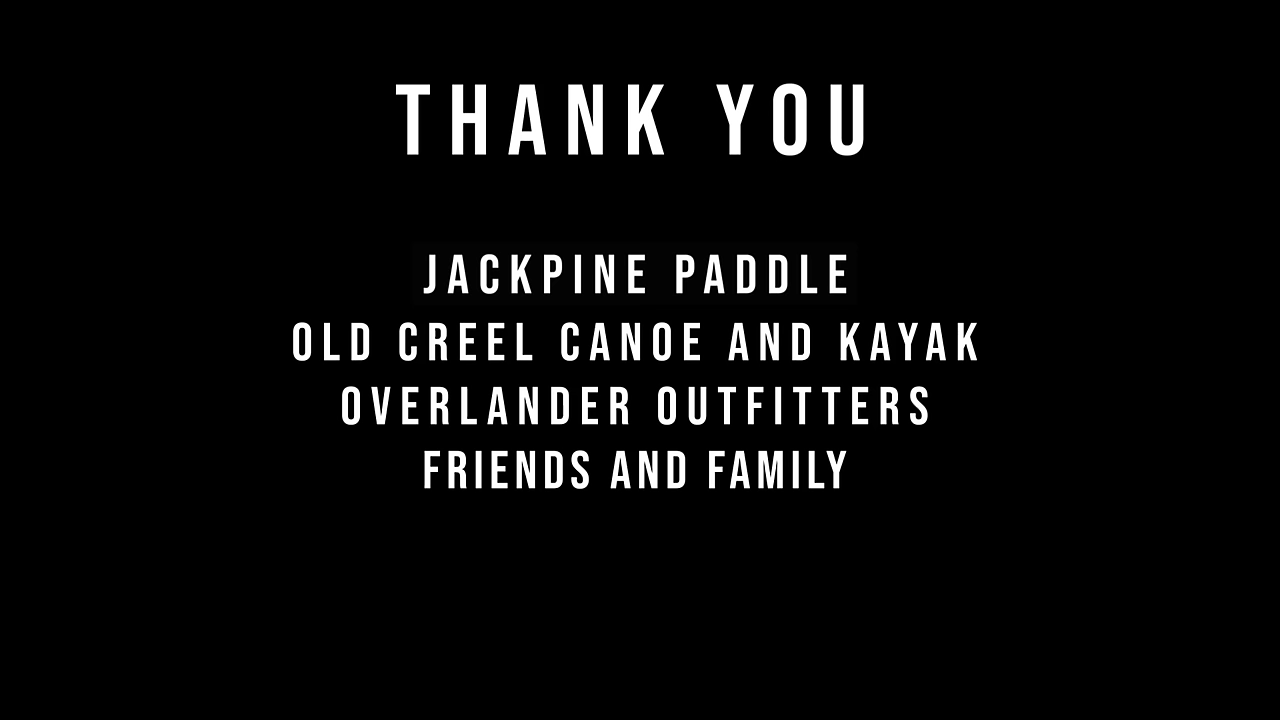 THANK YOU
JACKPINE PADDLE
OLD CREEL CANOE AND KAYAK
OVERLANDER OUTFITTERS
FRIENDS AND FAMILY